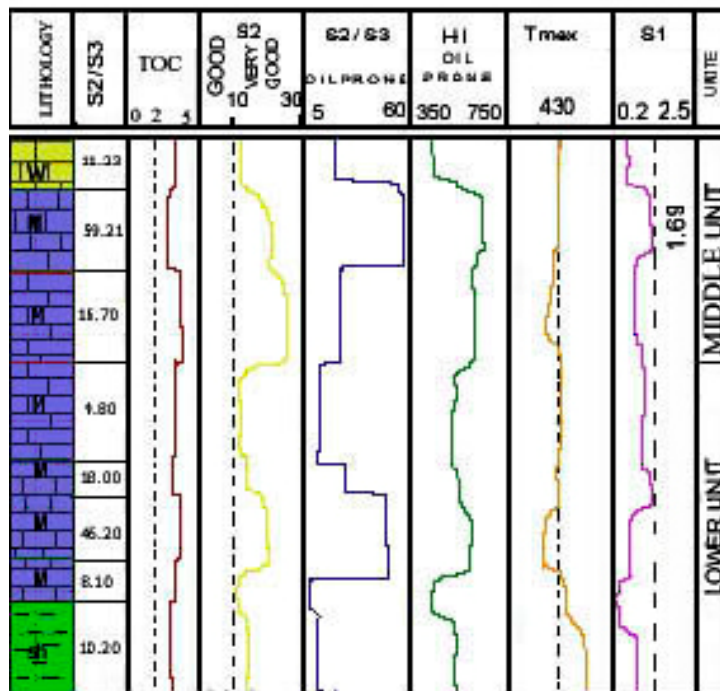 LITHOLOGY
S2/S3
TOC
0 2 5
GOOD
S2
VERY
GOOD
10 30
S2/S3
OILPRONE
5 60
HI
OIL
PRONE
350 750
Tmax
430
S1
0.2 2.5
UNITE
W
11.23
M
59.21
1.69
MIDDLE UNIT
M
15.70
M
4.80
M
18.00
M
46.20
LOWER UNIT
M
8.10
sh
10.20